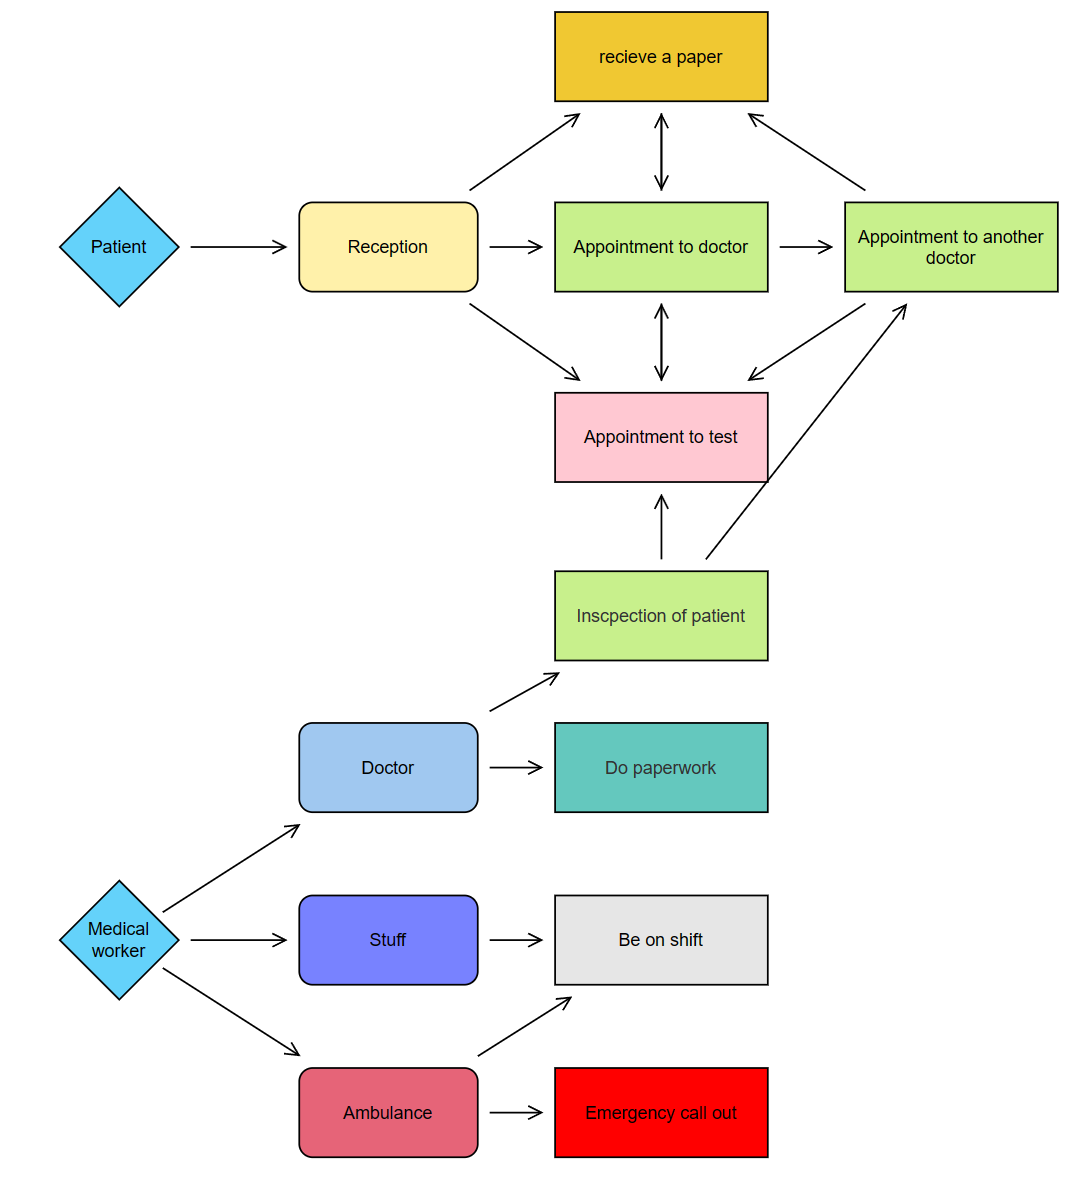 recieve a paper
Patient
Reception
Appointment to doctor
Appointment to another
doctor
Appointment to test
Inscpection of patient
Doctor
Do paperwork
Medical
worker
Stuff
Be on shift
Ambulance
Emergency call out